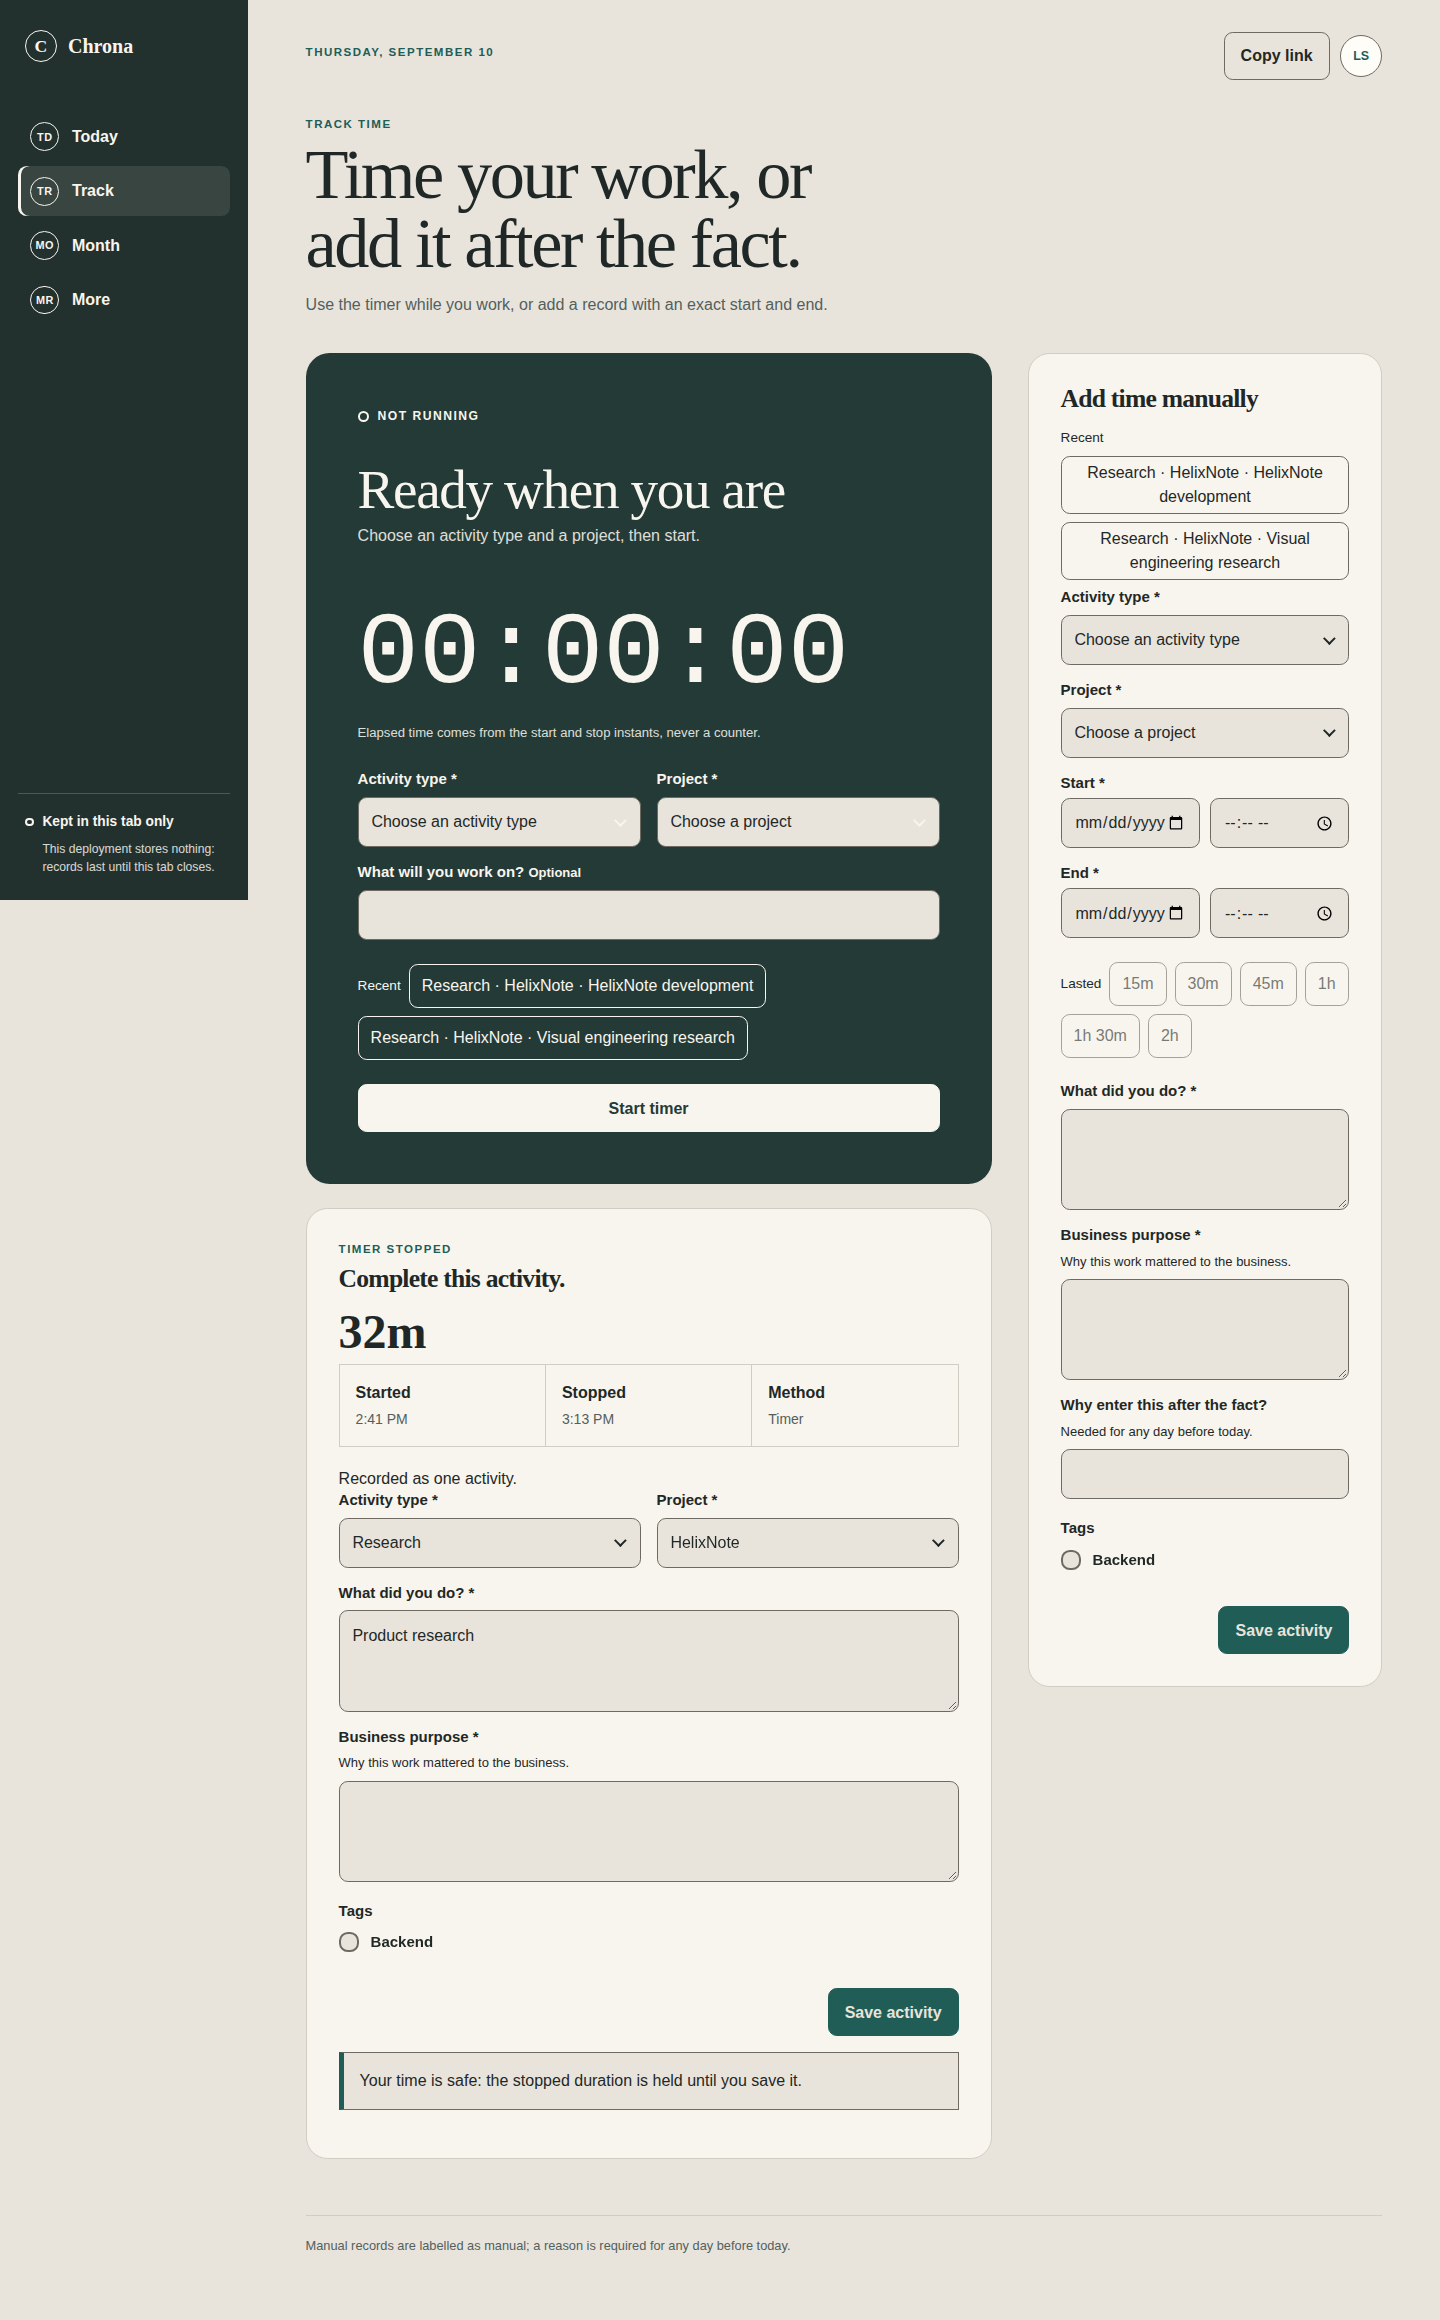 C Chrona
TD Today
TR Track
MO Month
MR More
Kept in this tab only
This deployment stores nothing:
records last until this tab closes.
THURSDAY, SEPTEMBER 10
Copy link
LS
TRACK TIME
Time your work, or
add it after the fact.
Use the timer while you work, or add a record with an exact start and end.
NOT RUNNING
Ready when you are
Choose an activity type and a project, then start.
00:00:00
Elapsed time comes from the start and stop instants, never a counter.
Activity type * Project *
Choose an activity type Choose a project
What will you work on? Optional
Recent Research · HelixNote · HelixNote development
Research · HelixNote · Visual engineering research
Start timer
TIMER STOPPED
Complete this activity.
32m
Started Stopped Method
2:41 PM 3:13 PM Timer
Recorded as one activity.
Activity type * Project *
Research HelixNote
What did you do? *
Product research
Business purpose *
Why this work mattered to the business.
Tags
Backend
Save activity
Your time is safe: the stopped duration is held until you save it.
Add time manually
Recent
Research · HelixNote · HelixNote
development
Research · HelixNote · Visual
engineering research
Activity type *
Choose an activity type
Project *
Choose a project
Start *
mm/dd/yyyy --:-- --
End *
mm/dd/yyyy --:-- --
Lasted 15m 30m 45m 1h
1h 30m 2h
What did you do? *
Business purpose *
Why this work mattered to the business.
Why enter this after the fact?
Needed for any day before today.
Tags
Backend
Save activity
Manual records are labelled as manual; a reason is required for any day before today.